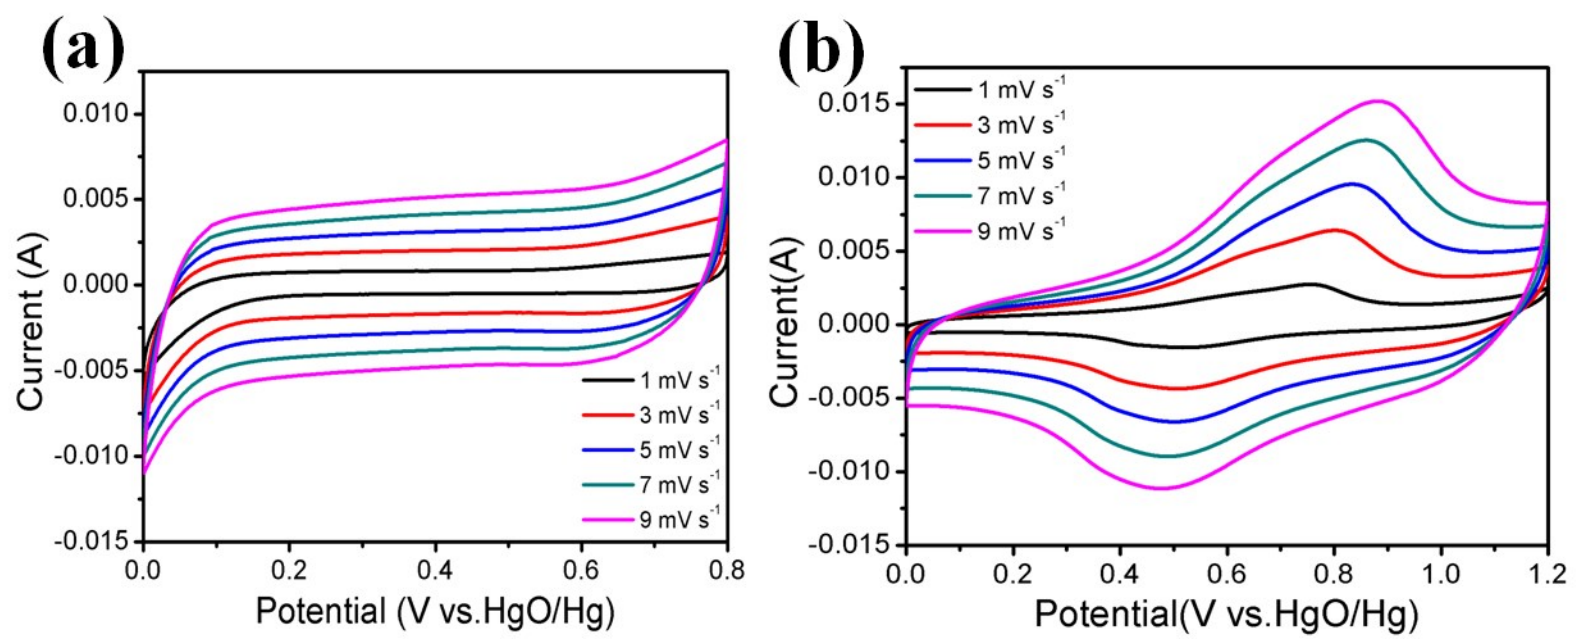 (a)
0.010
0.005
0.000
-0.005
-0.010
-0.015
Current (A)
1 mV s⁻¹
3 mV s⁻¹
5 mV s⁻¹
7 mV s⁻¹
9 mV s⁻¹
0.0 0.2 0.4 0.6 0.8
Potential (V vs.HgO/Hg)
(b)
1 mV s⁻¹
3 mV s⁻¹
5 mV s⁻¹
7 mV s⁻¹
9 mV s⁻¹
0.015
0.010
0.005
0.000
-0.005
-0.010
-0.015
Current(A)
0.0 0.2 0.4 0.6 0.8 1.0 1.2
Potential(V vs.HgO/Hg)